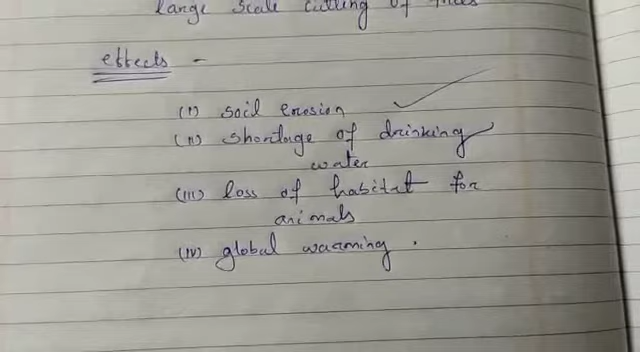 large scale cutting of trees
effects -
(i) soil erosion
(ii) shortage of drinking
water
(iii) loss of habitat for
animals
(iv) global warming.